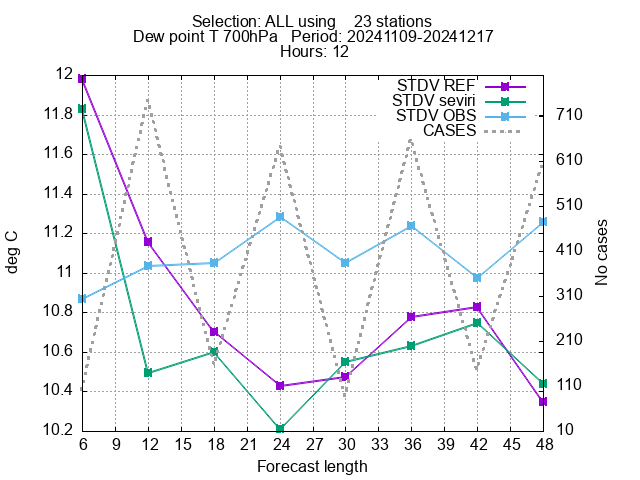 Selection: ALL using    23 stations
Dew point T 700hPa   Period: 20241109-20241217
Hours: 12
STDV REF
STDV seviri
STDV OBS
CASES
12
11.8
11.6
11.4
11.2
11
10.8
10.6
10.4
10.2
deg C
710
610
510
410
310
210
110
10
No cases
6 9 12 15 18 21 24 27 30 33 36 39 42 45 48
Forecast length